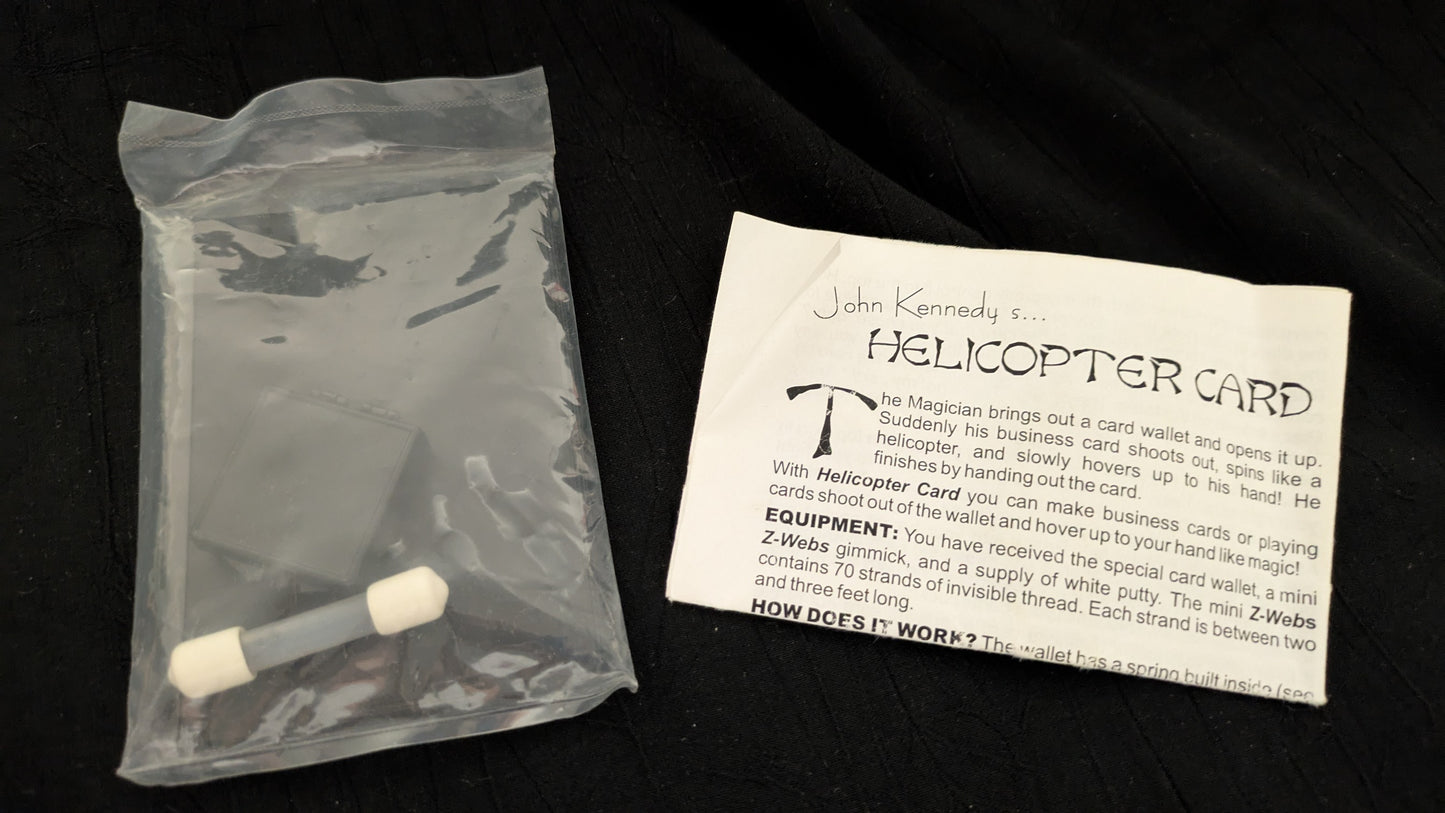 John Kennedy s...
HELICOPTER CARD
The Magician brings out a card wallet and opens it up.
Suddenly his business card shoots out, spins like a
helicopter, and slowly hovers up to his hand! He
finishes by handing out the card.
With Helicopter Card you can make business cards or playing
cards shoot out of the wallet and hover up to your hand like magic!
EQUIPMENT: You have received the special card wallet, a mini
Z-Webs gimmick, and a supply of white putty. The mini Z-Webs
contains 70 strands of invisible thread. Each strand is between two
and three feet long.
HOW DOES IT WORK? The wallet has a spring built inside (see